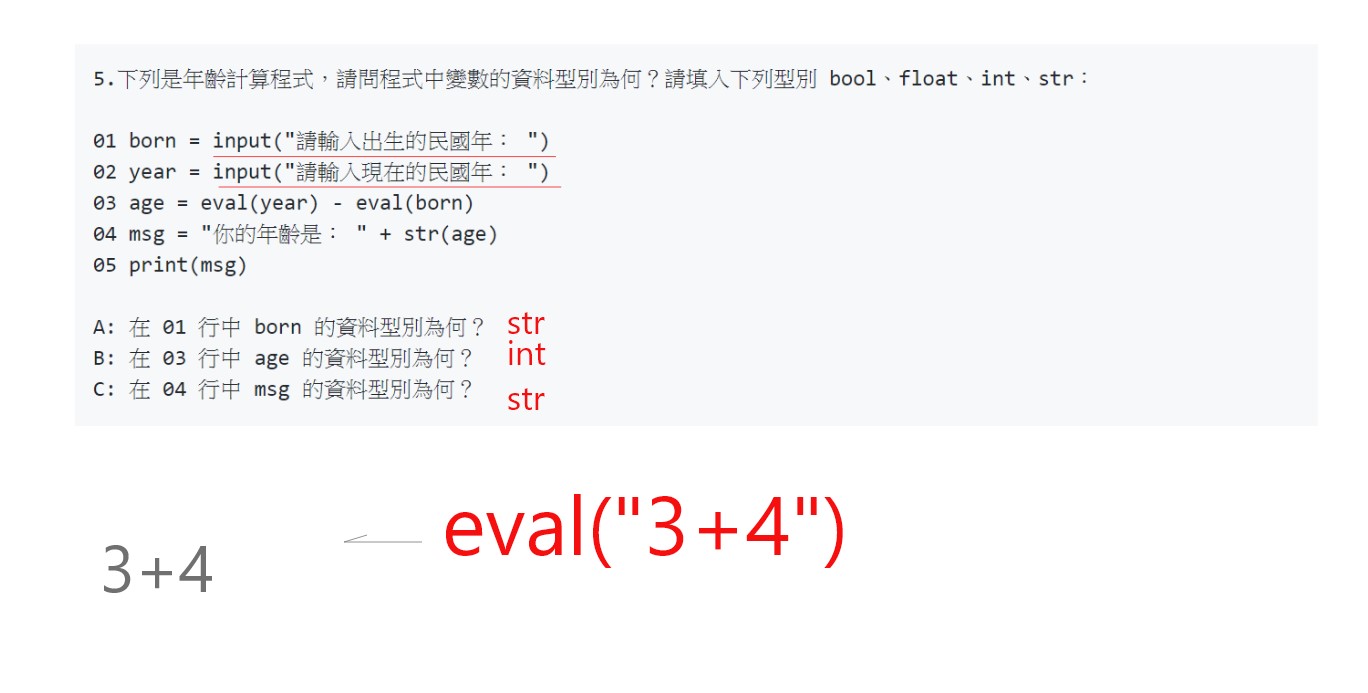 5.下列是年齡計算程式，請問程式中變數的資料型別為何？請填入下列型別 bool、float、int、str：
01 born = input("請輸入出生的民國年： ")
02 year = input("請輸入現在的民國年： ")
03 age = eval(year) - eval(born)
04 msg = "你的年齡是： " + str(age)
05 print(msg)
A: 在 01 行中 born 的資料型別為何？ str
B: 在 03 行中 age 的資料型別為何？ int
C: 在 04 行中 msg 的資料型別為何？ str
eval("3+4")
3+4